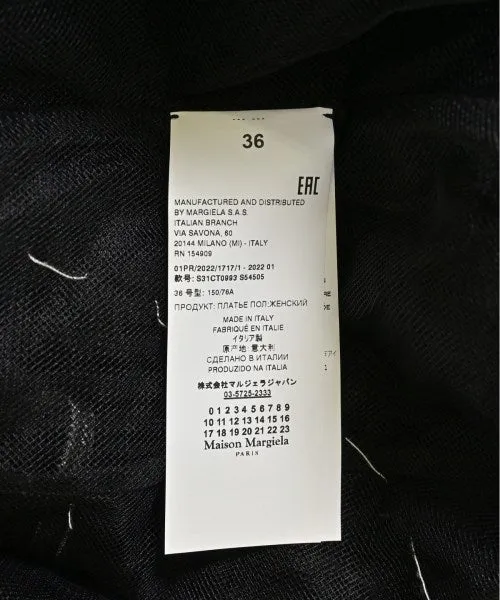 36
EAC
MANUFACTURED AND DISTRIBUTED
BY MARGIELA S.A.S.
ITALIAN BRANCH
VIA SAVONA, 60
20144 MILANO (MI) - ITALY
RN 154909
01PR/2022/1717/1 - 2022 01
款号: S31CT0993 S54505
36 号型: 150/76A
ПРОДУКТ: ПЛАТЬЕ ПОЛ:ЖЕНСКИЙ
MADE IN ITALY
FABRIQUÉ EN ITALIE
イタリア製
原产地: 意大利
СДЕЛАНО В ИТАЛИИ
PRODUZIDO NA ITALIA
株式会社マルジェラジャパン
03-5725-2333
0 1 2 3 4 5 6 7 8 9
10 11 12 13 14 15 16
17 18 19 20 21 22 23
Maison Margiela
PARIS